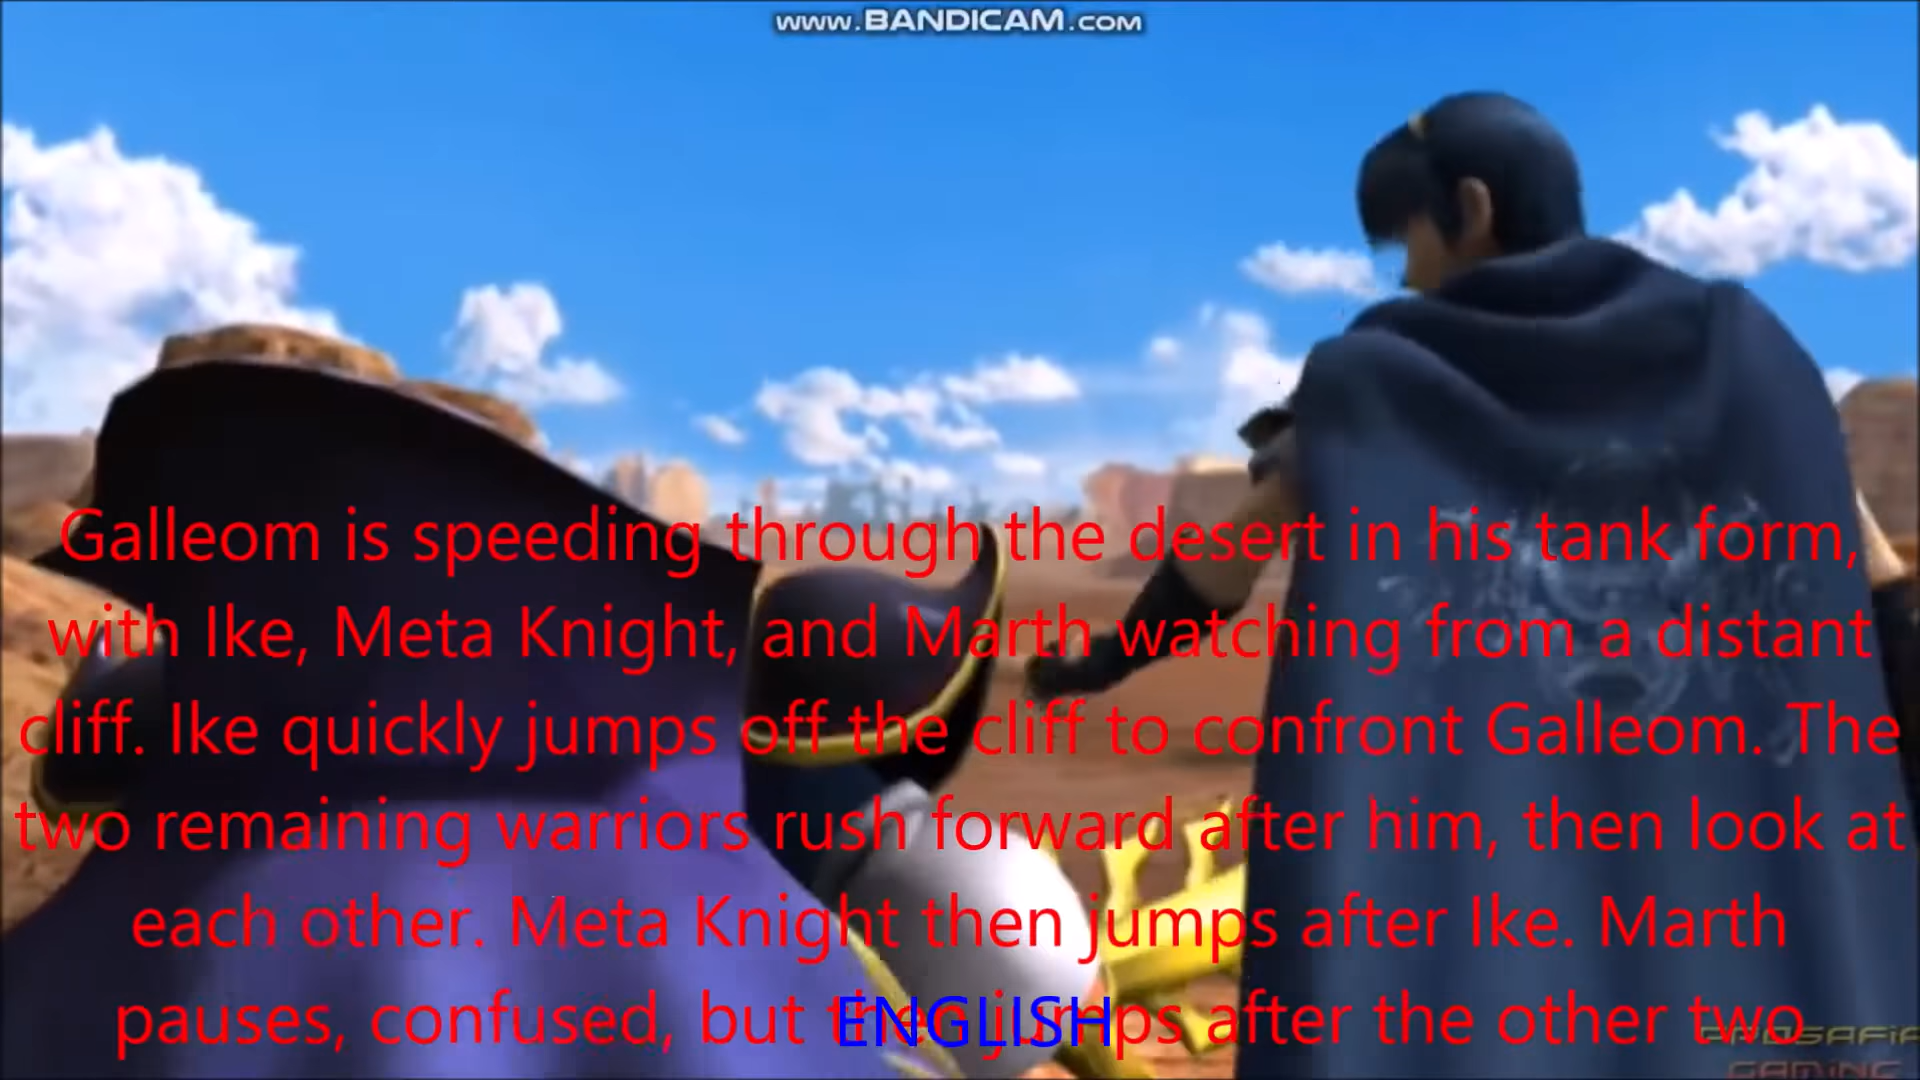 www.BANDICAM.com
Galleom is speeding through the desert in his tank form,
with Ike, Meta Knight, and Marth watching from a distant
cliff. Ike quickly jumps off the cliff to confront Galleom. The
two remaining warriors rush forward after him, then look at
each other. Meta Knight then jumps after Ike. Marth
pauses, confused, but then jumps after the other two
ENGLISH
GAMING